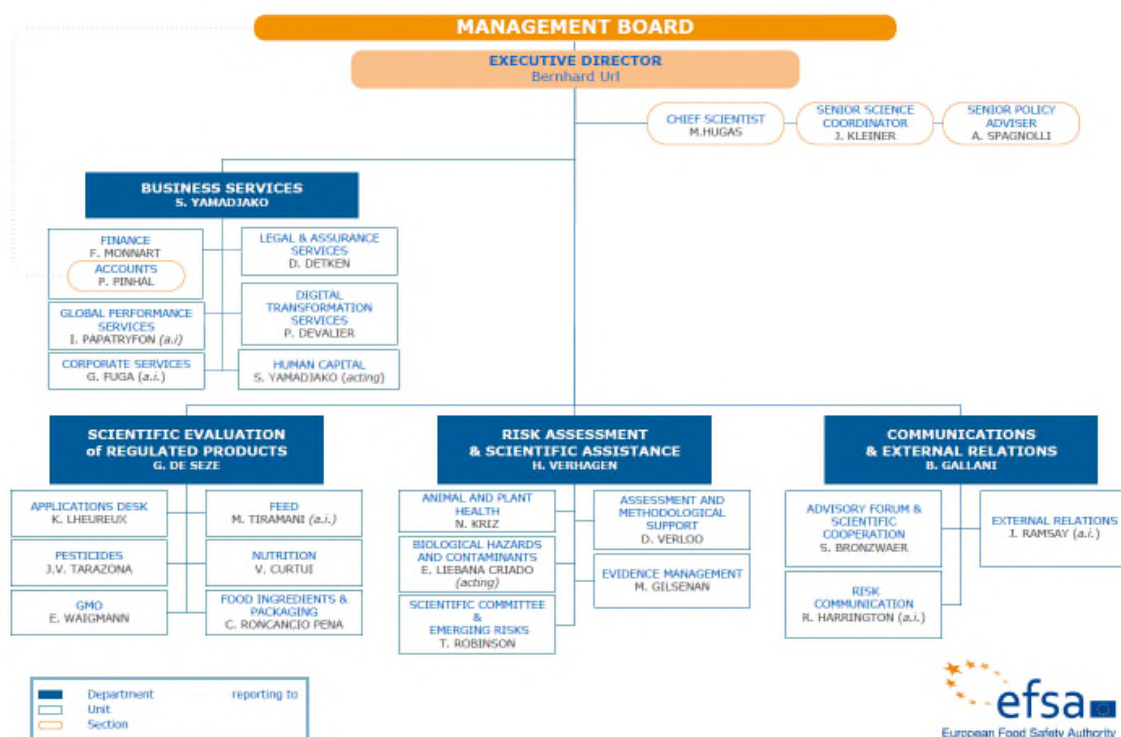 MANAGEMENT BOARD
EXECUTIVE DIRECTOR
Bernhard Url
CHIEF SCIENTIST
M.HUGAS
SENIOR SCIENCE
COORDINATOR
J. KLEINER
SENIOR POLICY
ADVISER
A. SPAGNOLLI
BUSINESS SERVICES
S. YAMADJAKO
FINANCE
F. MONNART
ACCOUNTS
P. PINHAL
LEGAL & ASSURANCE
SERVICES
D. DETKEN
GLOBAL PERFORMANCE
SERVICES
I. PAPATRYFON (a.i)
DIGITAL
TRANSFORMATION
SERVICES
P. DEVALIER
CORPORATE SERVICES
G. FUGA (a.i.)
HUMAN CAPITAL
S. YAMADJAKO (acting)
SCIENTIFIC EVALUATION
of REGULATED PRODUCTS
G. DE SEZE
APPLICATIONS DESK
K. LHEUREUX
FEED
M. TIRAMANI (a.i.)
PESTICIDES
J.V. TARAZONA
NUTRITION
V. CURTUI
GMO
E. WAIGMANN
FOOD INGREDIENTS &
PACKAGING
C. RONCANCIO PENA
RISK ASSESSMENT
& SCIENTIFIC ASSISTANCE
H. VERHAGEN
ANIMAL AND PLANT
HEALTH
N. KRIZ
ASSESSMENT AND
METHODOLOGICAL
SUPPORT
D. VERLOO
BIOLOGICAL HAZARDS
AND CONTAMINANTS
E. LIEBANA CRIADO
(acting)
EVIDENCE MANAGEMENT
M. GILSENAN
SCIENTIFIC COMMITTEE
&
EMERGING RISKS
T. ROBINSON
COMMUNICATIONS
& EXTERNAL RELATIONS
B. GALLANI
ADVISORY FORUM &
SCIENTIFIC
COOPERATION
S. BRONZWAER
EXTERNAL RELATIONS
J. RAMSAY (a.i.)
RISK
COMMUNICATION
R. HARRINGTON (a.i.)
Department reporting to
Unit
Section
efsa
European Food Safety Authority